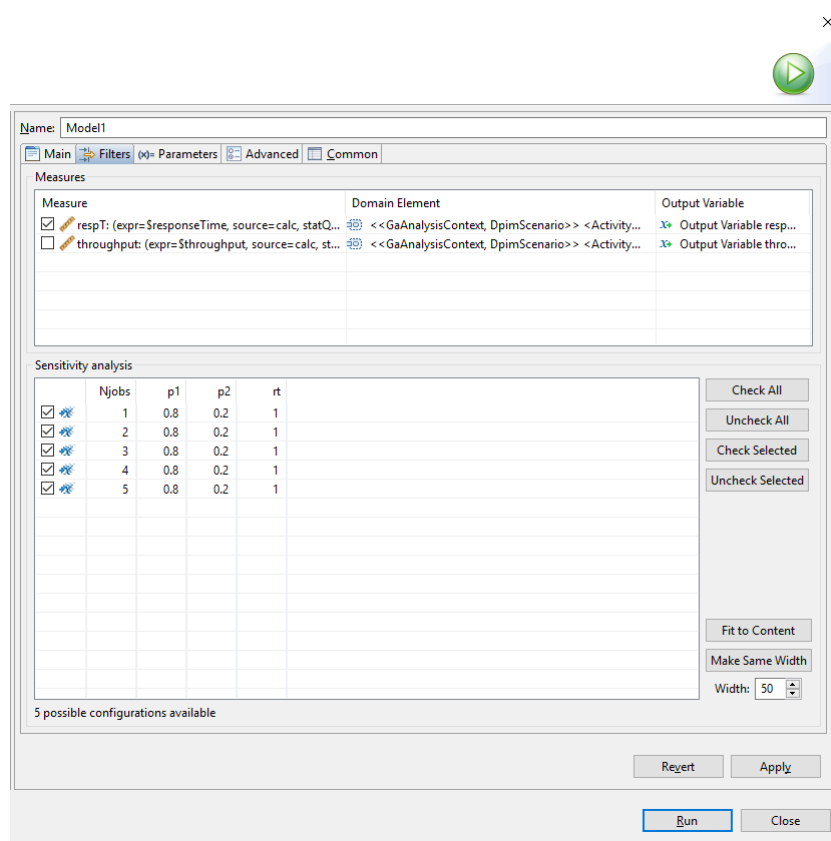 Name: Model1
Main Filters (x)= Parameters Advanced Common
Measures
Measure Domain Element Output Variable
respT: (expr=$responseTime, source=calc, statQ... <<GaAnalysisContext, DpimScenario>> <Activity... Output Variable resp...
throughput: (expr=$throughput, source=calc, st... <<GaAnalysisContext, DpimScenario>> <Activity... Output Variable thro...
Sensitivity analysis
Njobs p1 p2 rt
1 0.8 0.2 1
2 0.8 0.2 1
3 0.8 0.2 1
4 0.8 0.2 1
5 0.8 0.2 1
Check All
Uncheck All
Check Selected
Uncheck Selected
Fit to Content
Make Same Width
Width: 50
5 possible configurations available
Revert Apply
Run Close